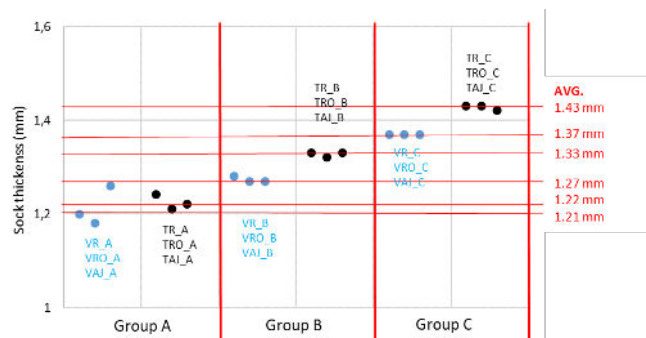 1,6
TR_C
TRO_C
TAJ_C
TR_B
TRO_B
TAJ_B
AVG.
1.43 mm
1,4
1.37 mm
1.33 mm
VR_C
VRO_C
VAJ_C
Sock thickenss (mm)
1.27 mm
1.22 mm
1,2
1.21 mm
VR_A
VRO_A
VAJ_A
TR_A
TRO_A
TAJ_A
VR_B
VRO_B
VAJ_B
1
Group A
Group B
Group C